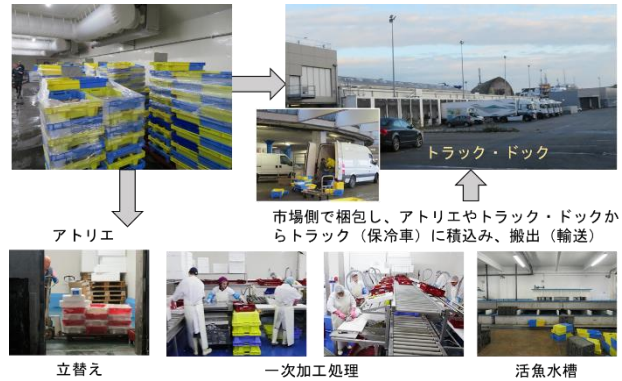 トラック・ドック
市場側で梱包し、アトリエやトラック・ドックか
らトラック（保冷車）に積込み、搬出（輸送）
アトリエ
立替え
一次加工処理
活魚水槽